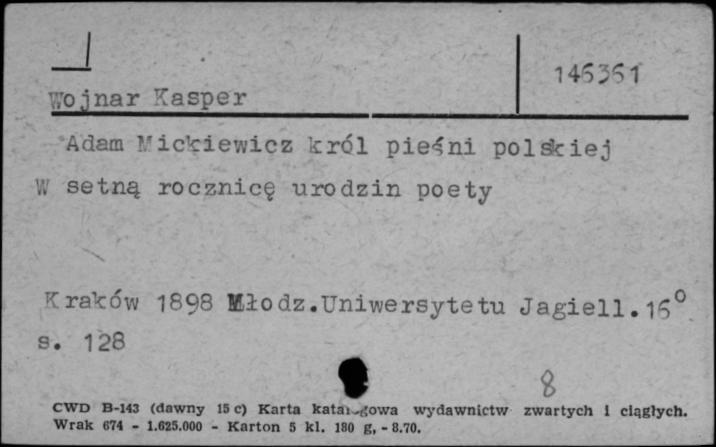 146361
Wojnar Kasper
Adam Mickiewicz król pieśni polskiej
W setną rocznicę urodzin poety
Kraków 1898 Młodz.Uniwersytetu Jagiell.16°
s. 128
8
CWD B-143 (dawny 15 c) Karta katalogowa wydawnictw zwartych i ciągłych.
Wrak 674 - 1.625.000 - Karton 5 kl. 180 g, - 8.70.